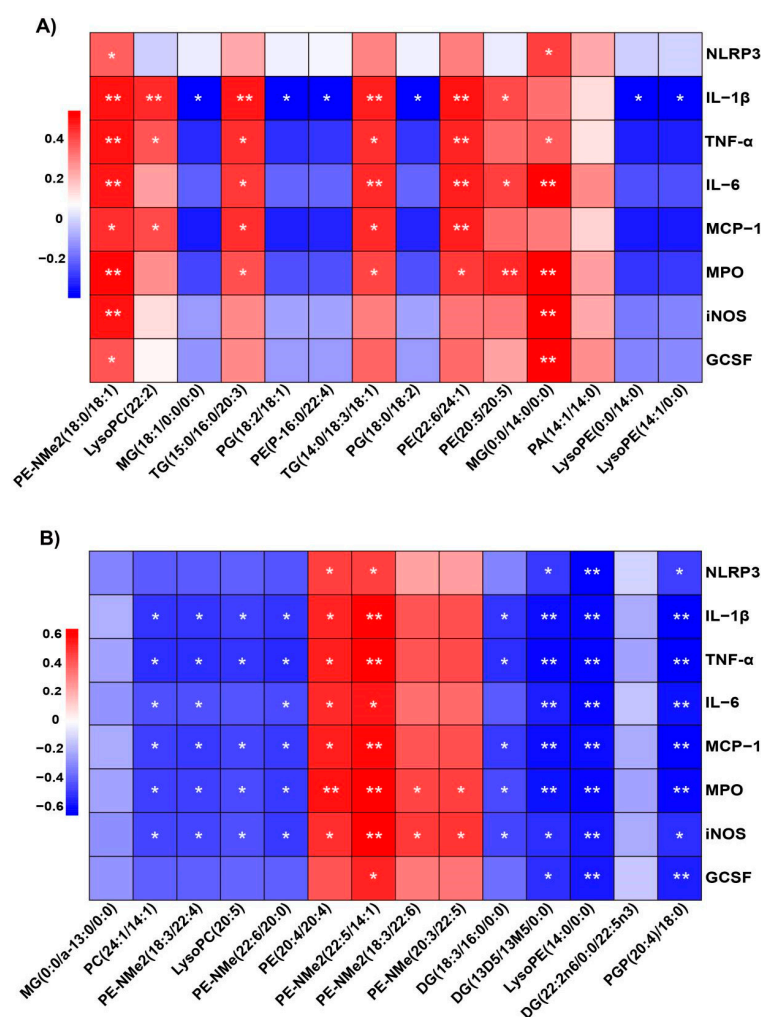 A)
* * NLRP3
** ** * ** * * ** * ** * * * IL-1β
** * * * ** * TNF-α
** * ** ** * ** IL-6
* * * * ** MCP-1
** * * * ** ** MPO
** ** iNOS
* ** GCSF
0.4
0.2
0
-0.2
PE-NMe2(18:0/18:1)
LysoPC(22:2)
MG(18:1/0:0/0:0)
TG(15:0/16:0/20:3)
PG(18:2/18:1)
PE(P-16:0/22:4)
TG(14:0/18:3/18:1)
PG(18:0/18:2)
PE(22:6/24:1)
PE(20:5/20:5)
MG(0:0/14:0/0:0)
PA(14:1/14:0)
LysoPE(0:0/14:0)
LysoPE(14:1/0:0)
B)
* * * ** * NLRP3
* * * * * ** * ** ** ** IL-1β
* * * * * ** * ** ** ** TNF-α
* * * * * ** ** ** IL-6
* * * * * ** * ** ** ** MCP-1
* * * * ** ** * * * ** ** ** MPO
* * * * * ** * * * * ** * iNOS
* * ** ** GCSF
0.6
0.4
0.2
0
-0.2
-0.4
-0.6
MG(0:0/a-13:0/0:0)
PC(24:1/14:1)
PE-NMe2(18:3/22:4)
LysoPC(20:5)
PE-NMe(22:6/20:0)
PE(20:4/20:4)
PE-NMe2(22:5/14:1)
PE-NMe2(18:3/22:6)
PE-NMe(20:3/22:5)
DG(18:3/16:0/0:0)
DG(13D5/13M5/0:0)
LysoPE(14:0/0:0)
DG(22:2n6/0:0/22:5n3)
PGP(20:4)/18:0)